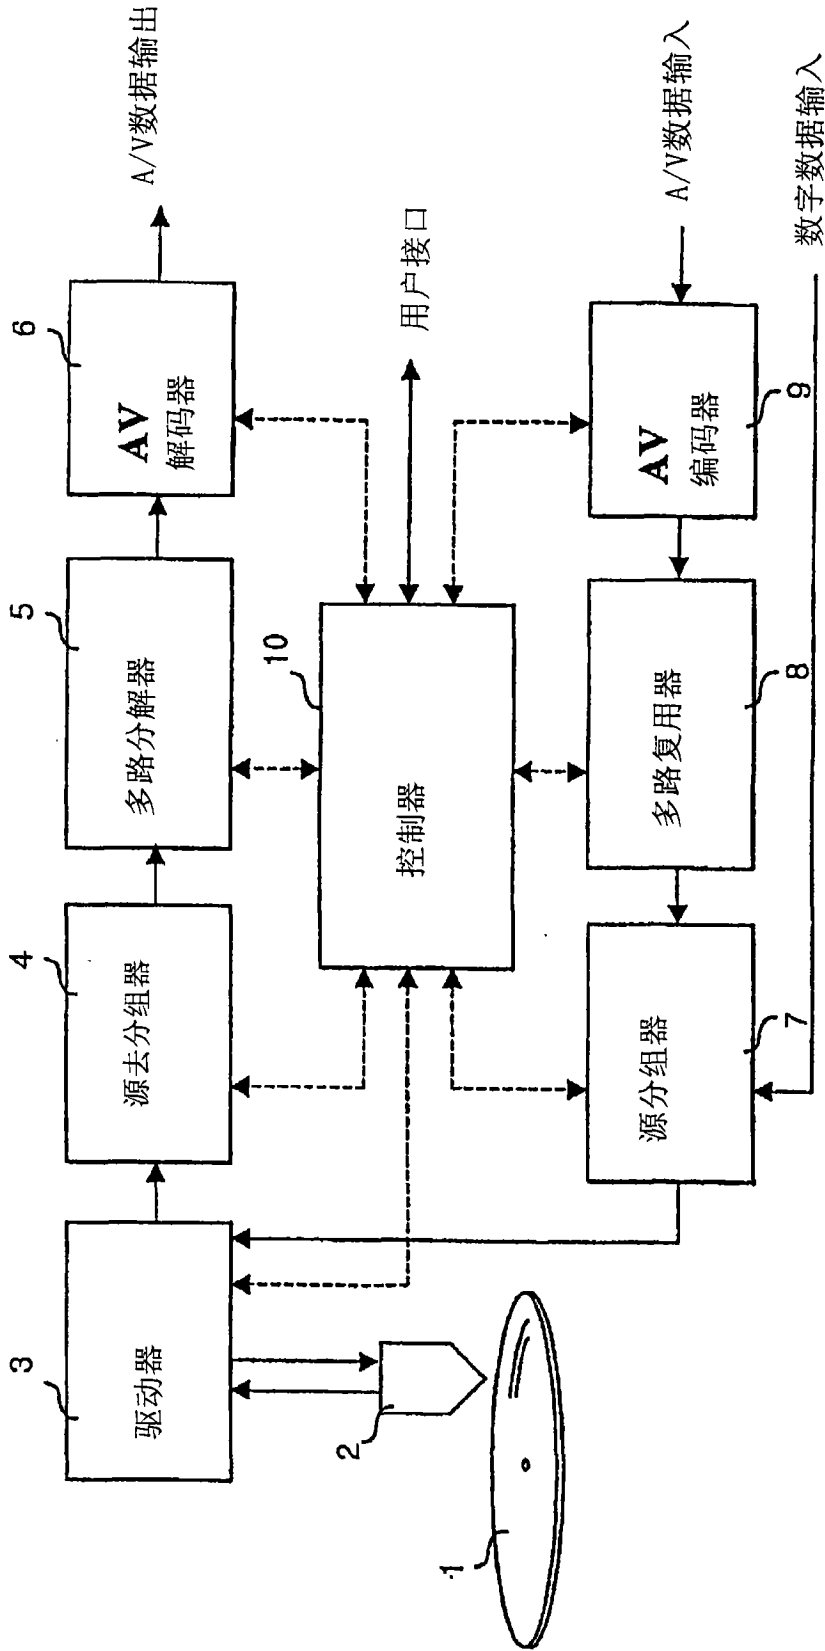 3
驱动器
4
源去分组器
5
多路分解器
6
AV
解码器
A/V数据输出
10
控制器
用户接口
2
1
7
源分组器
8
多路复用器
9
AV
编码器
A/V数据输入
数字数据输入